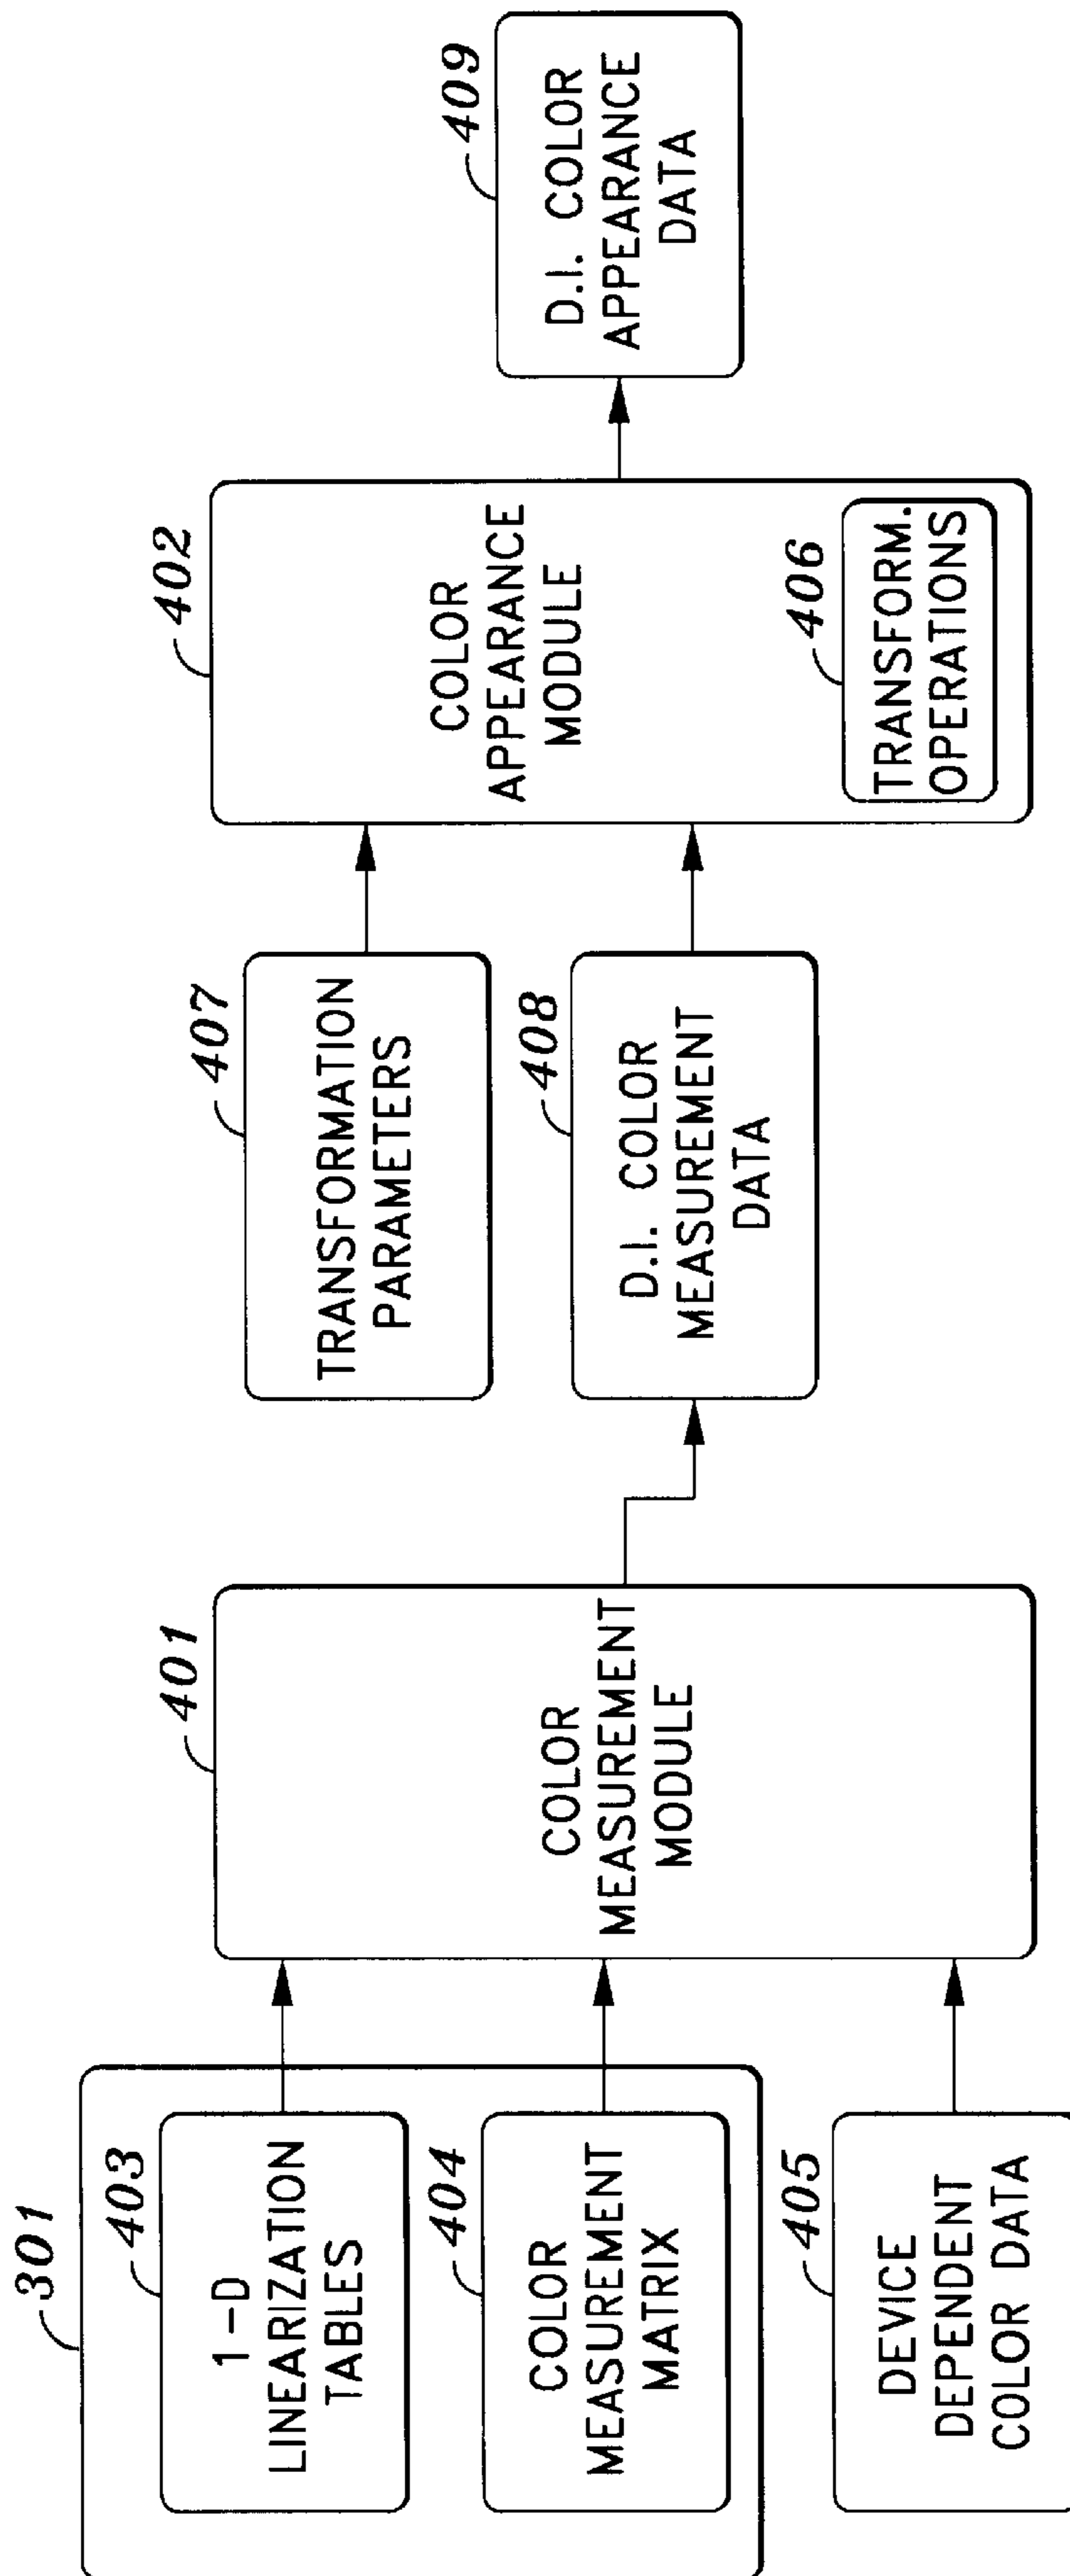 301
403
1-D
LINEARIZATION
TABLES
404
COLOR
MEASUREMENT
MATRIX
405
DEVICE
DEPENDENT
COLOR DATA
401
COLOR
MEASUREMENT
MODULE
407
TRANSFORMATION
PARAMETERS
408
D.I. COLOR
MEASUREMENT
DATA
402
COLOR
APPEARANCE
MODULE
406
TRANSFORM.
OPERATIONS
409
D.I. COLOR
APPEARANCE
DATA